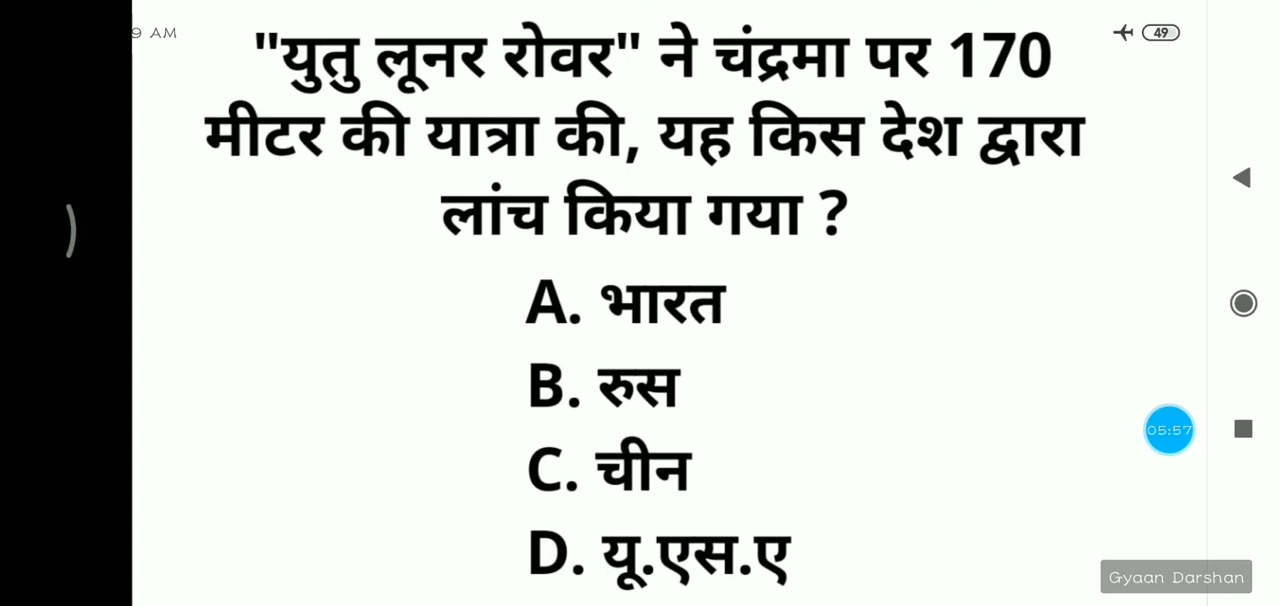 9 AM
49
"युतु लूनर रोवर" ने चंद्रमा पर 170
मीटर की यात्रा की, यह किस देश द्वारा
लांच किया गया ?
A. भारत
B. रुस
C. चीन
D. यू.एस.ए
05:57
Gyaan Darshan